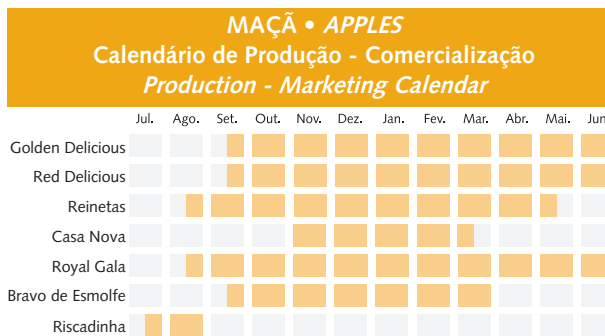 MAÇÃ • APPLES
Calendário de Produção - Comercialização
Production - Marketing Calendar
Jul. Ago. Set. Out. Nov. Dez. Jan. Fev. Mar. Abr. Mai. Jun
Golden Delicious
Red Delicious
Reinetas
Casa Nova
Royal Gala
Bravo de Esmolfe
Riscadinha